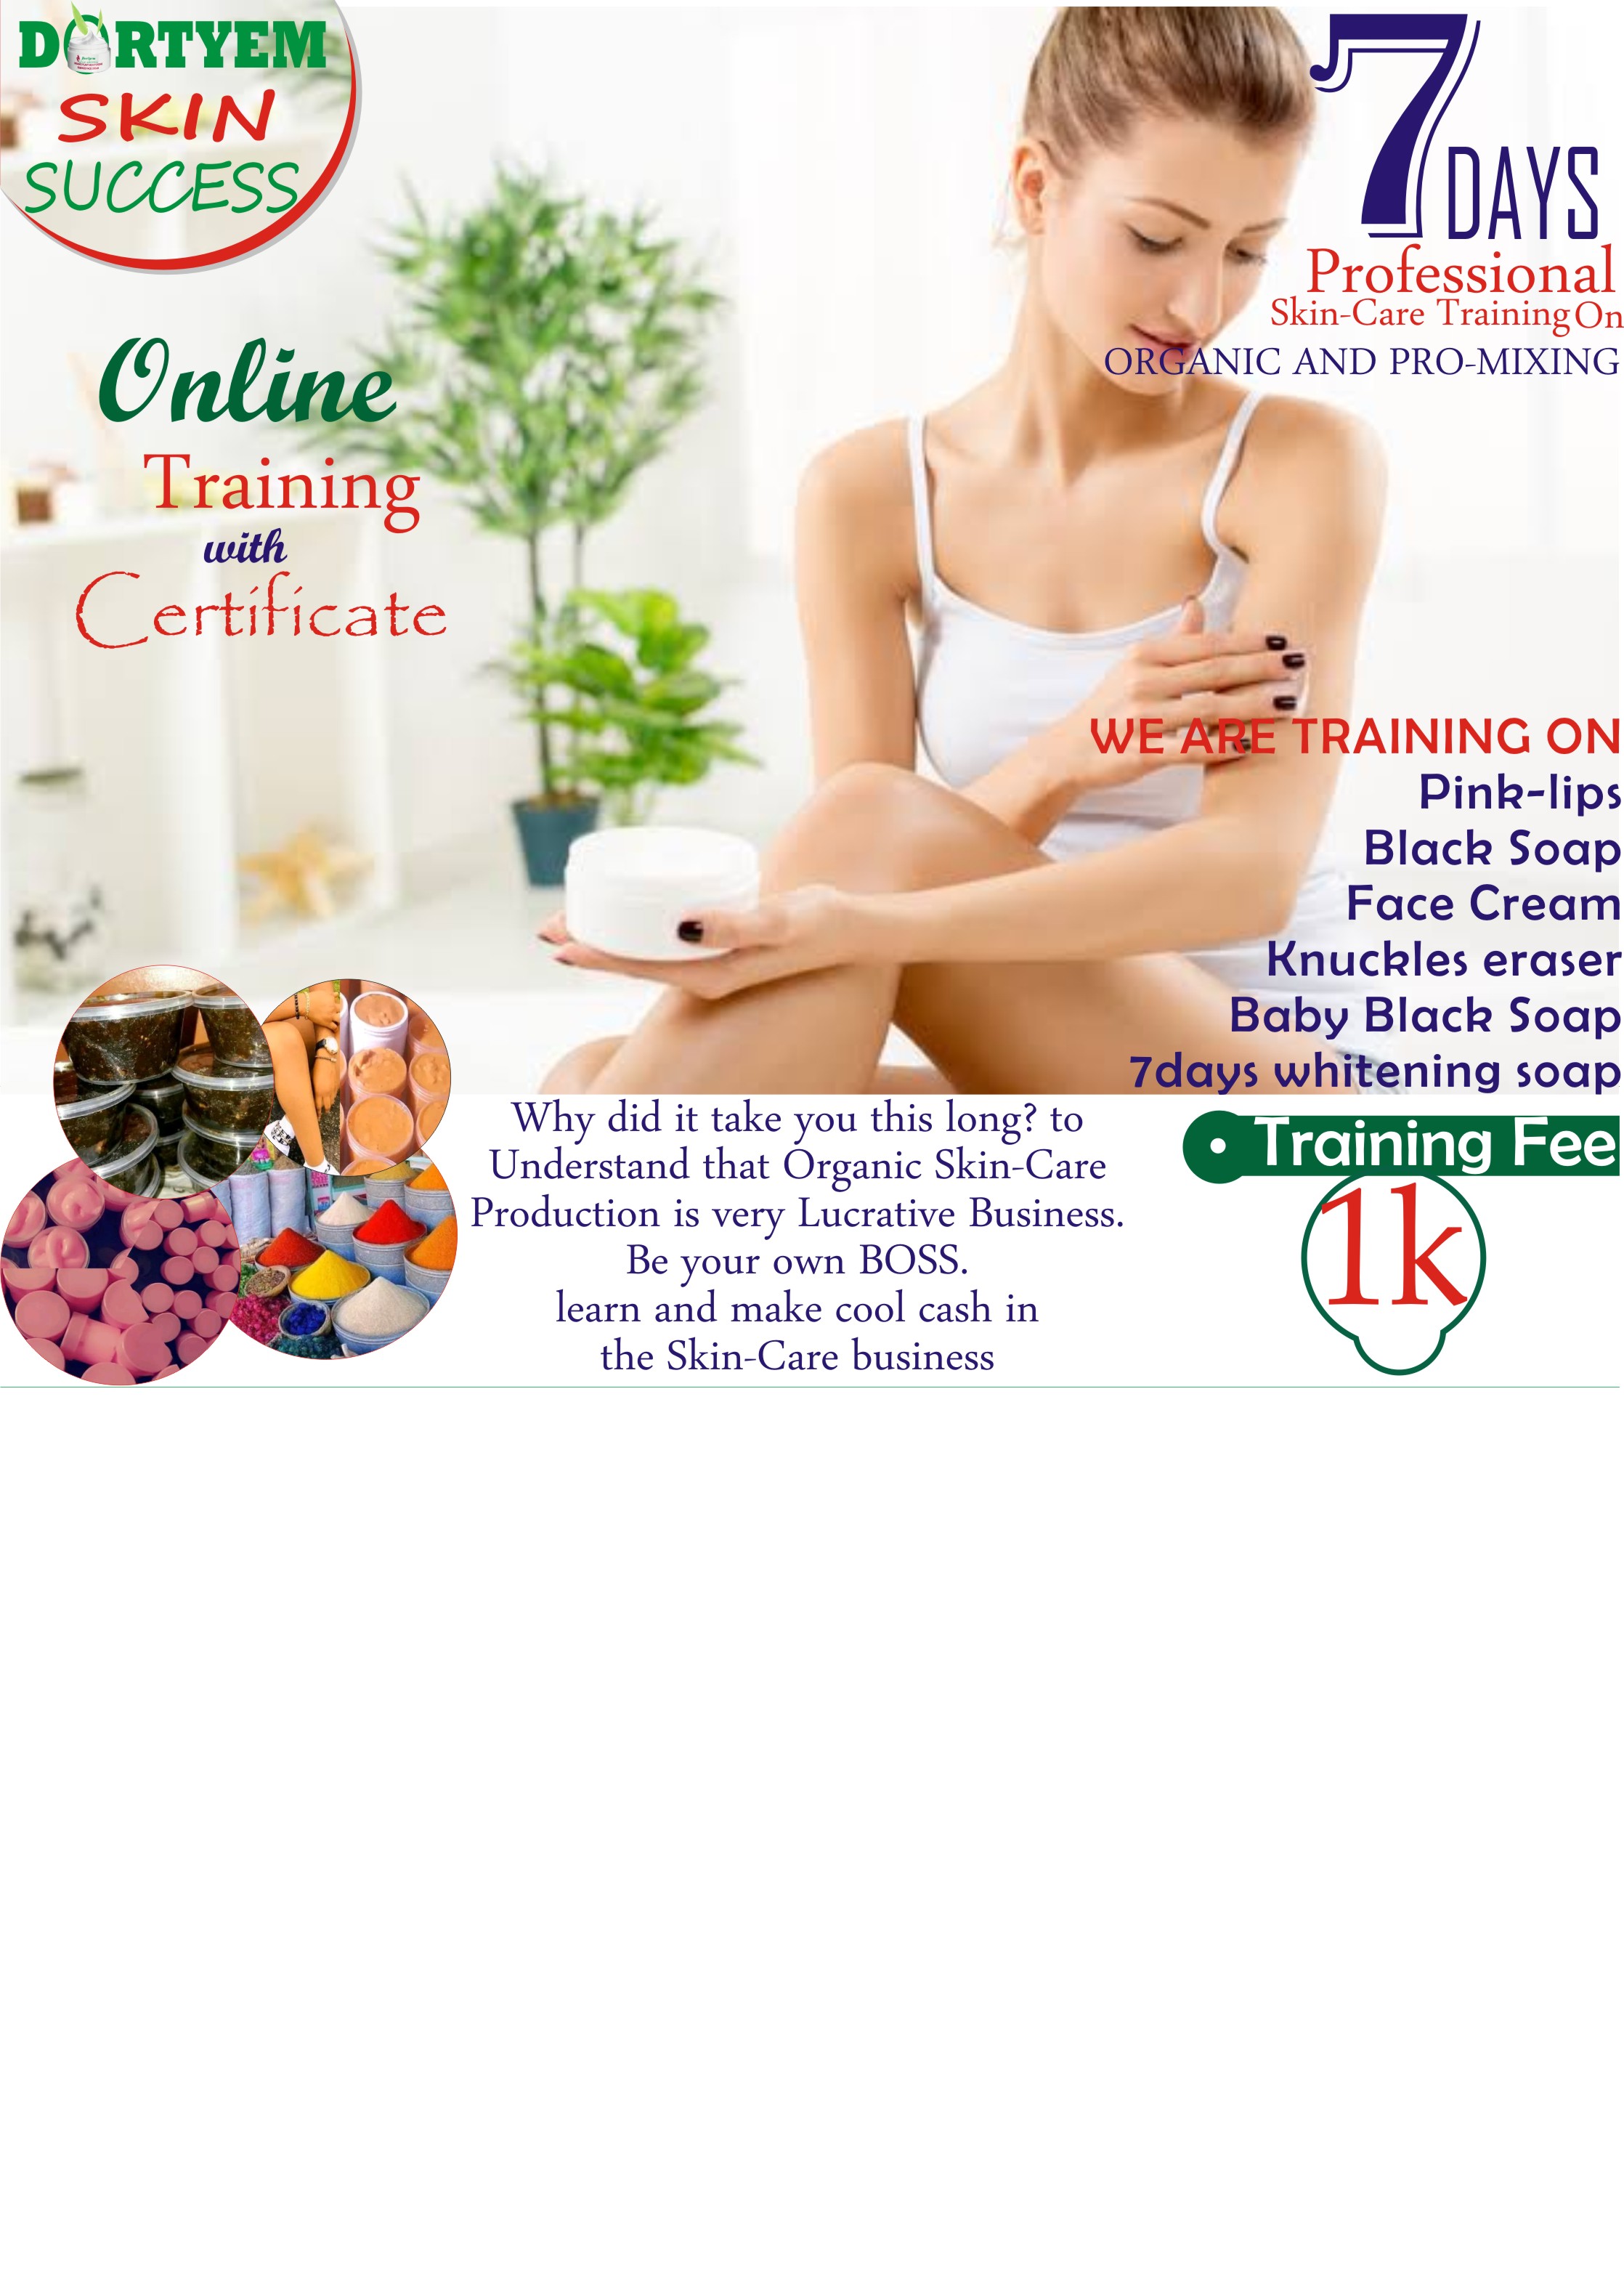 DORTYEM
SKIN
SUCCESS
7 DAYS
Professional
Skin-Care Training On
ORGANIC AND PRO-MIXING
Online
Training
with
Certificate
WE ARE TRAINING ON
Pink-lips
Black Soap
Face Cream
Knuckles eraser
Baby Black Soap
7days whitening soap
Why did it take you this long? to
Understand that Organic Skin-Care
Production is very Lucrative Business.
Be your own BOSS.
learn and make cool cash in
the Skin-Care business
Training Fee
1k